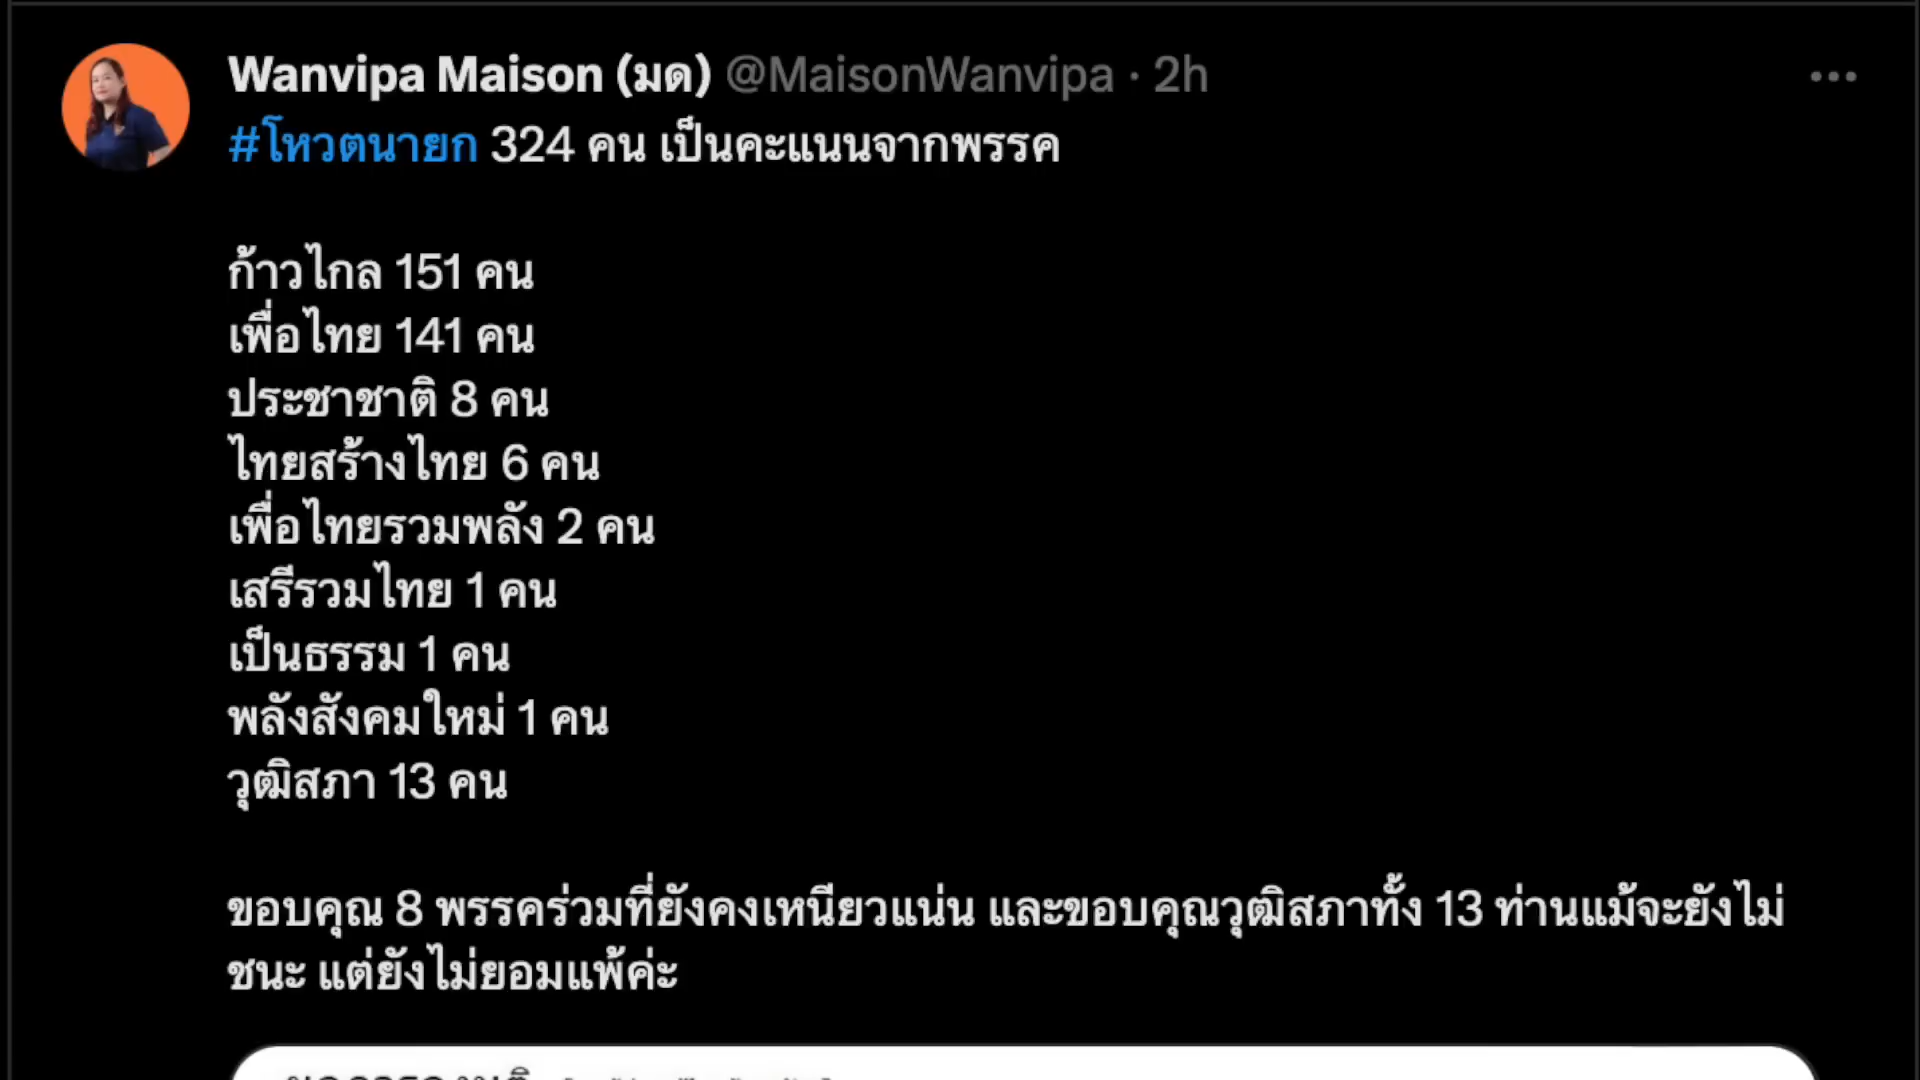 Wanvipa Maison (มด) @MaisonWanvipa · 2h
#โหวตนายก 324 คน เป็นคะแนนจากพรรค
ก้าวไกล 151 คน
เพื่อไทย 141 คน
ประชาชาติ 8 คน
ไทยสร้างไทย 6 คน
เพื่อไทยรวมพลัง 2 คน
เสรีรวมไทย 1 คน
เป็นธรรม 1 คน
พลังสังคมใหม่ 1 คน
วุฒิสภา 13 คน
ขอบคุณ 8 พรรคร่วมที่ยังคงเหนียวแน่น และขอบคุณวุฒิสภาทั้ง 13 ท่านแม้จะยังไม่
ชนะ แต่ยังไม่ยอมแพ้ค่ะ